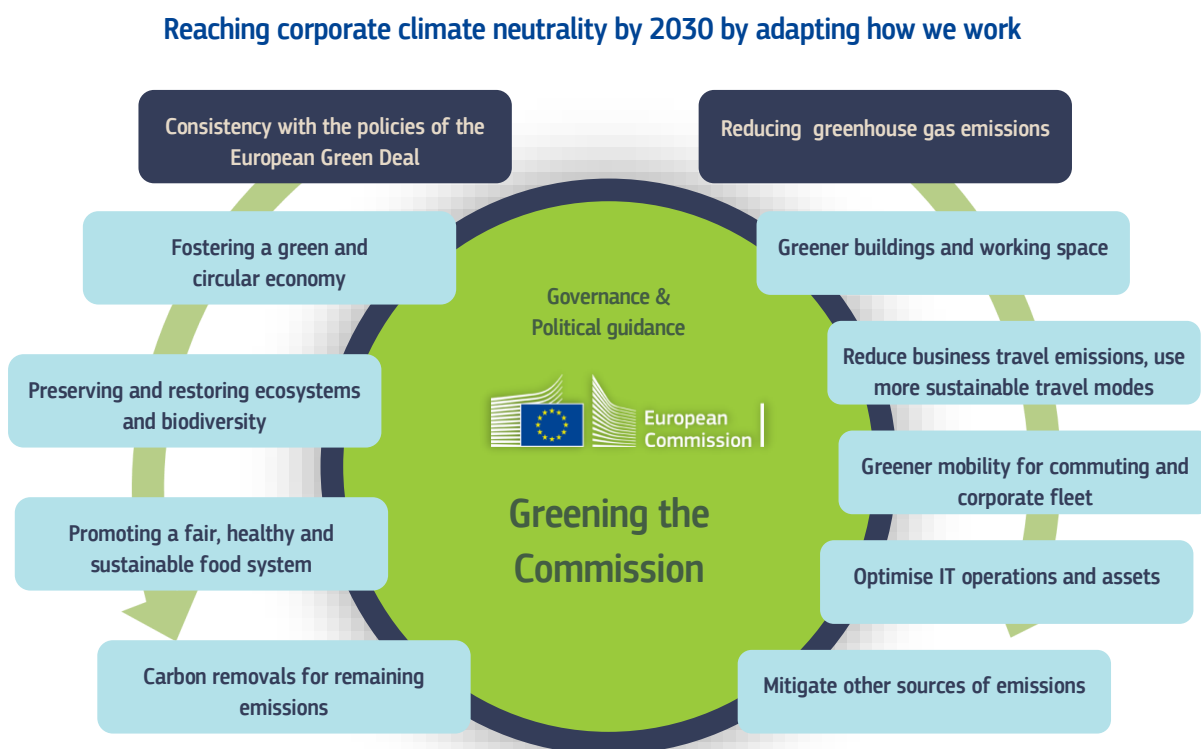 Reaching corporate climate neutrality by 2030 by adapting how we work
Consistency with the policies of the
European Green Deal
Fostering a green and
circular economy
Preserving and restoring ecosystems
and biodiversity
Promoting a fair, healthy and
sustainable food system
Carbon removals for remaining
emissions
Governance &
Political guidance
European
Commission
Greening the
Commission
Reducing greenhouse gas emissions
Greener buildings and working space
Reduce business travel emissions, use
more sustainable travel modes
Greener mobility for commuting and
corporate fleet
Optimise IT operations and assets
Mitigate other sources of emissions